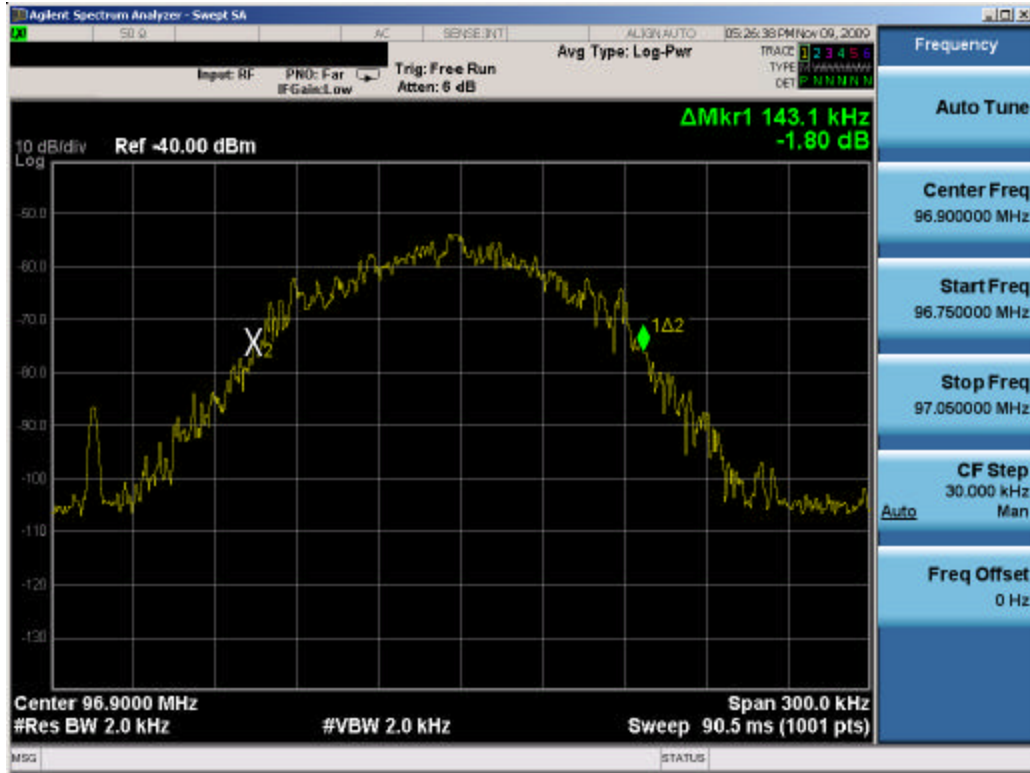 Agilent Spectrum Analyzer - Swept SA
50 Ω AC SENSE:INT ALIGN AUTO 05:26:38 PM Nov 09, 2009
Input: RF PNO: Far Trig: Free Run Avg Type: Log-Pwr TRACE 1 2 3 4 5 6
IFGain:Low Atten: 6 dB TYPE
DET P N N N N N
ΔMkr1 143.1 kHz
-1.80 dB
10 dB/div Ref -40.00 dBm
Log
-50.0
-60.0
-70.0
1Δ2
X2
-80.0
-90.0
-100
-110
-120
-130
Center 96.9000 MHz Span 300.0 kHz
#Res BW 2.0 kHz #VBW 2.0 kHz Sweep 90.5 ms (1001 pts)
MSG STATUS
Frequency
Auto Tune
Center Freq
96.900000 MHz
Start Freq
96.750000 MHz
Stop Freq
97.050000 MHz
CF Step
30.000 kHz
Auto Man
Freq Offset
0 Hz